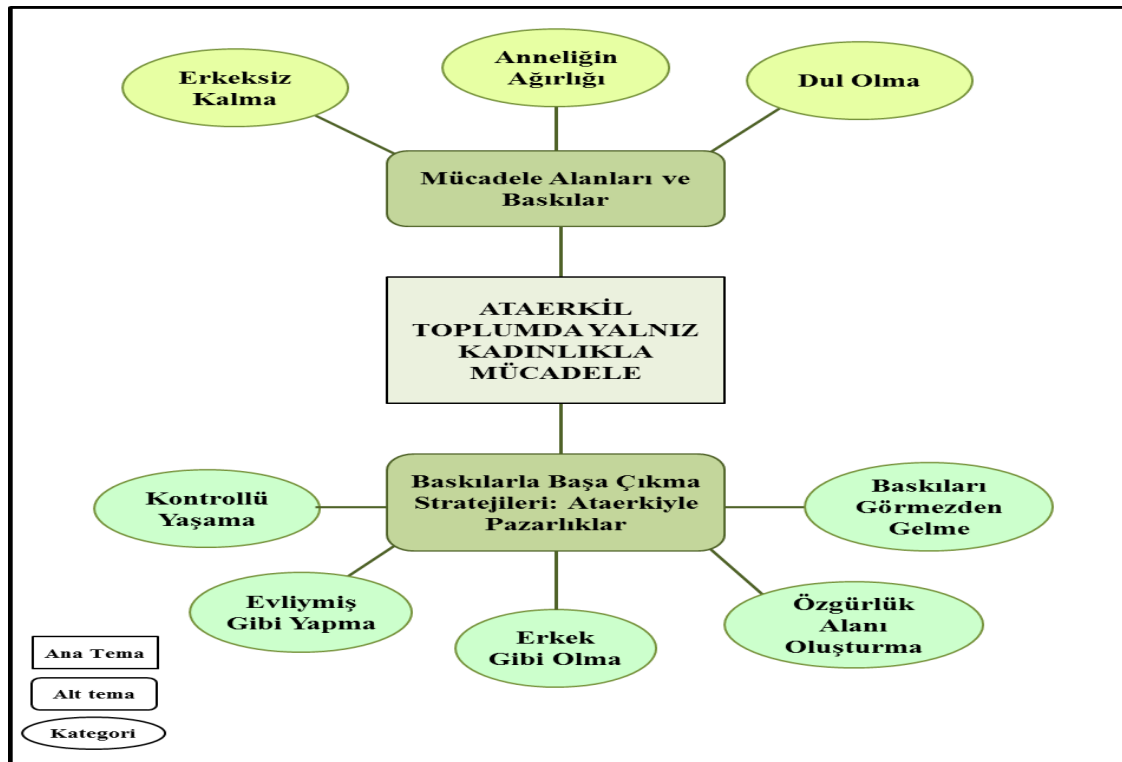 Erkeksiz
Kalma
Anneliğin
Ağırlığı
Dul Olma
Mücadele Alanları ve
Baskılar
ATAERKİL
TOPLUMDA YALNIZ
KADINLIKLA
MÜCADELE
Baskılarla Başa Çıkma
Stratejileri: Ataerkiyle
Pazarlıklar
Kontrollü
Yaşama
Baskıları
Görmezden
Gelme
Evliymiş
Gibi Yapma
Erkek
Gibi Olma
Özgürlük
Alanı
Oluşturma
Ana Tema
Alt tema
Kategori